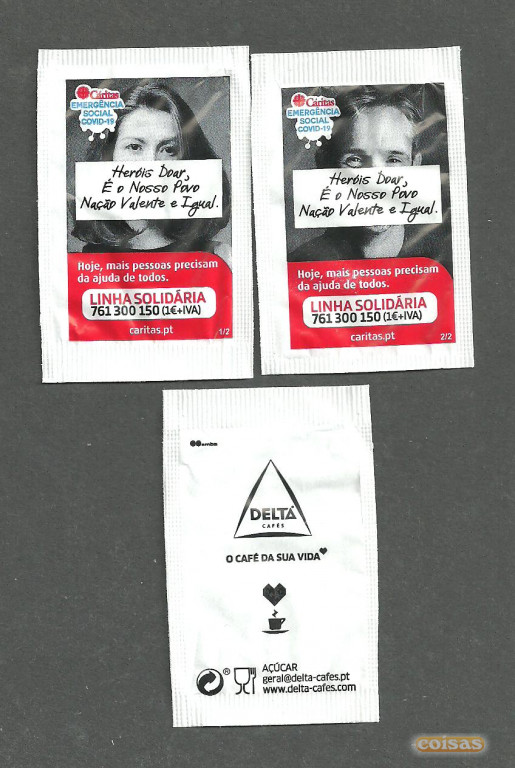 Cáritas
EMERGÊNCIA
SOCIAL
COVID-19
Heróis Doar,
É o Nosso Povo
Nação Valente e Igual.
Hoje, mais pessoas precisam
da ajuda de todos.
LINHA SOLIDÁRIA
761 300 150 (1€+IVA)
caritas.pt
1/2
Cáritas
EMERGÊNCIA
SOCIAL
COVID-19
Heróis Doar,
É o Nosso Povo
Nação Valente e Igual.
Hoje, mais pessoas precisam
da ajuda de todos.
LINHA SOLIDÁRIA
761 300 150 (1€+IVA)
caritas.pt
2/2
DELTA
CAFÉS
O CAFÉ DA SUA VIDA
AÇÚCAR
geral@delta-cafes.pt
www.delta-cafes.com
coisas